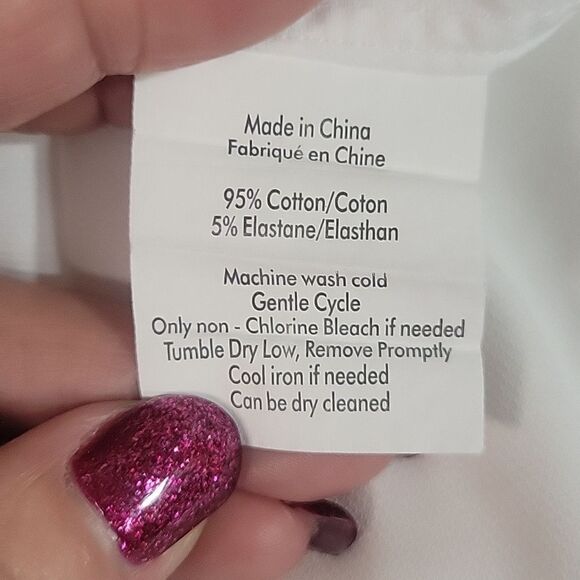 Made in China
Fabriqué en Chine
95% Cotton/Coton
5% Elastane/Elasthan
Machine wash cold
Gentle Cycle
Only non - Chlorine Bleach if needed
Tumble Dry Low, Remove Promptly
Cool iron if needed
Can be dry cleaned